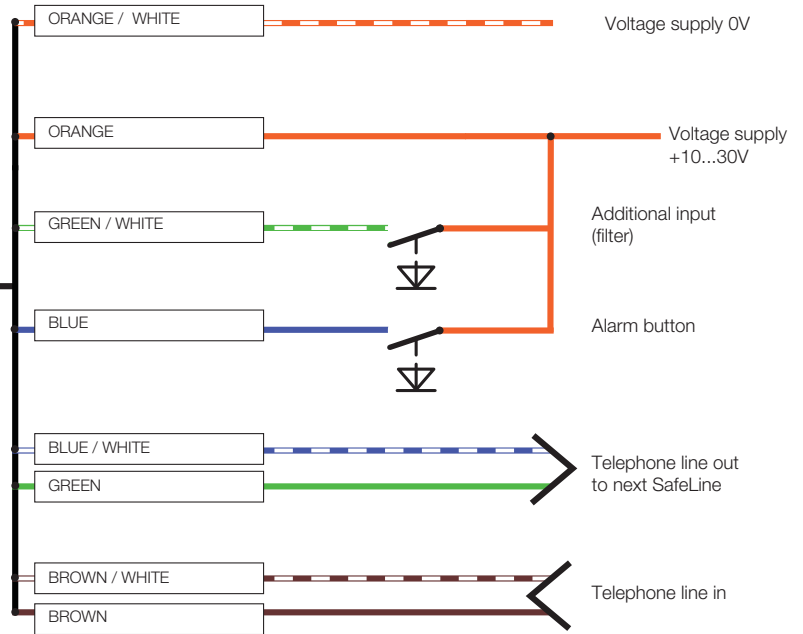 ORANGE / WHITE
Voltage supply 0V
ORANGE
Voltage supply
+10...30V
GREEN / WHITE
Additional input
(filter)
BLUE
Alarm button
BLUE / WHITE
GREEN
Telephone line out
to next SafeLine
BROWN / WHITE
BROWN
Telephone line in